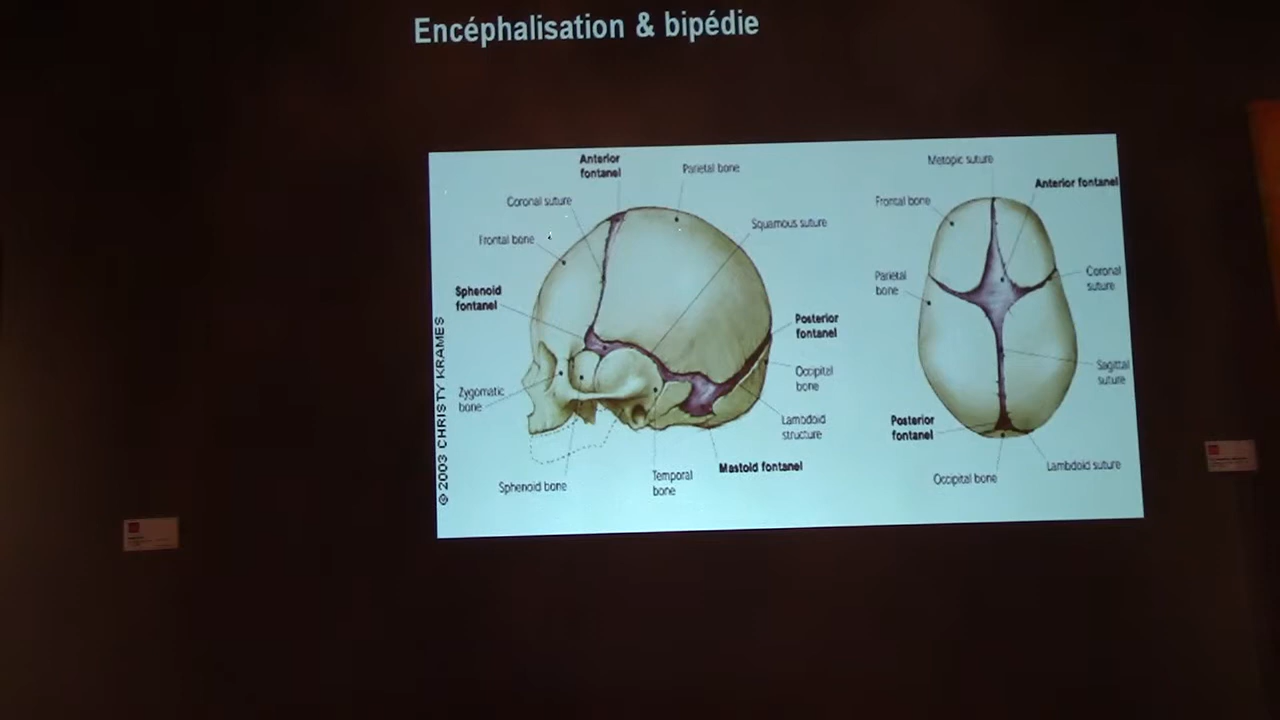 Encéphalisation & bipédie
Anterior
fontanel
Parietal bone
Coronal suture
Squamous suture
Frontal bone
Sphenoid
fontanel
Posterior
fontanel
Zygomatic
bone
Occipital
bone
Lambdoid
structure
Mastoid fontanel
Temporal
bone
Sphenoid bone
© 2003 CHRISTY KRAMES
Metopic suture
Anterior fontanel
Frontal bone
Parietal
bone
Coronal
suture
Sagittal
suture
Posterior
fontanel
Lambdoid suture
Occipital bone